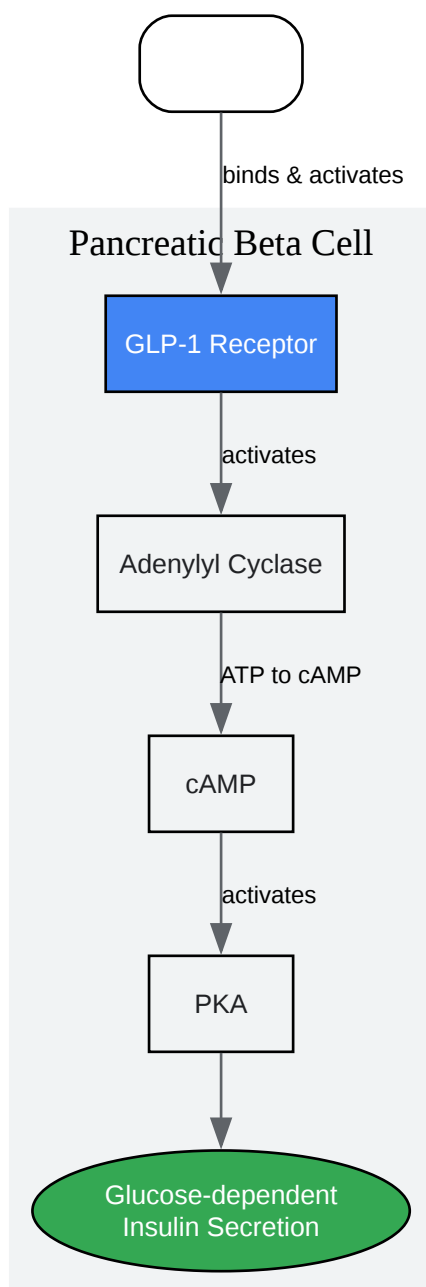 binds & activates
Pancreatic Beta Cell
GLP-1 Receptor
activates
Adenylyl Cyclase
ATP to cAMP
cAMP
activates
PKA
Glucose-dependent
Insulin Secretion